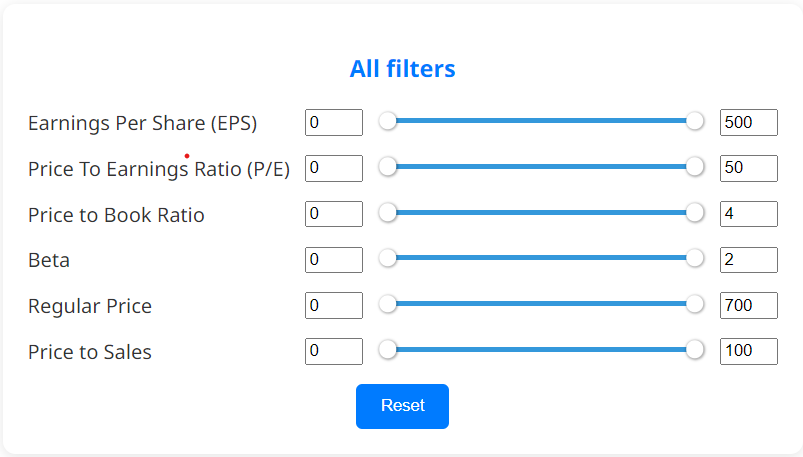 All filters
Earnings Per Share (EPS) 0 500
Price To Earnings Ratio (P/E) 0 50
Price to Book Ratio 0 4
Beta 0 2
Regular Price 0 700
Price to Sales 0 100
Reset